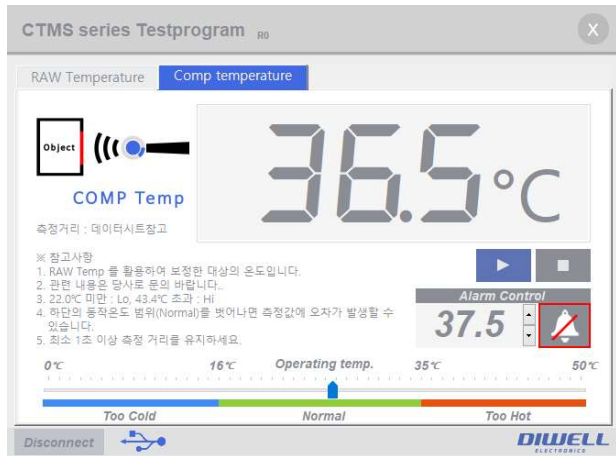 CTMS series Testprogram R0
X
RAW Temperature Comp temperature
Object
36.5℃
COMP Temp
측정거리 : 데이터시트참고
※ 참고사항
1. RAW Temp 를 활용하여 보정한 대상의 온도입니다.
2. 관련 내용은 당사로 문의 바랍니다..
3. 22.0℃ 미만 : Lo, 43.4℃ 초과 : Hi
4. 하단의 동작온도 범위(Normal)를 벗어나면 측정값에 오차가 발생할 수
있습니다.
5. 최소 1초 이상 측정 거리를 유지하세요.
Alarm Control
37.5
0℃ 16℃ Operating temp. 35℃ 50℃
Too Cold Normal Too Hot
Disconnect
DIWELL
ELECTRONICS